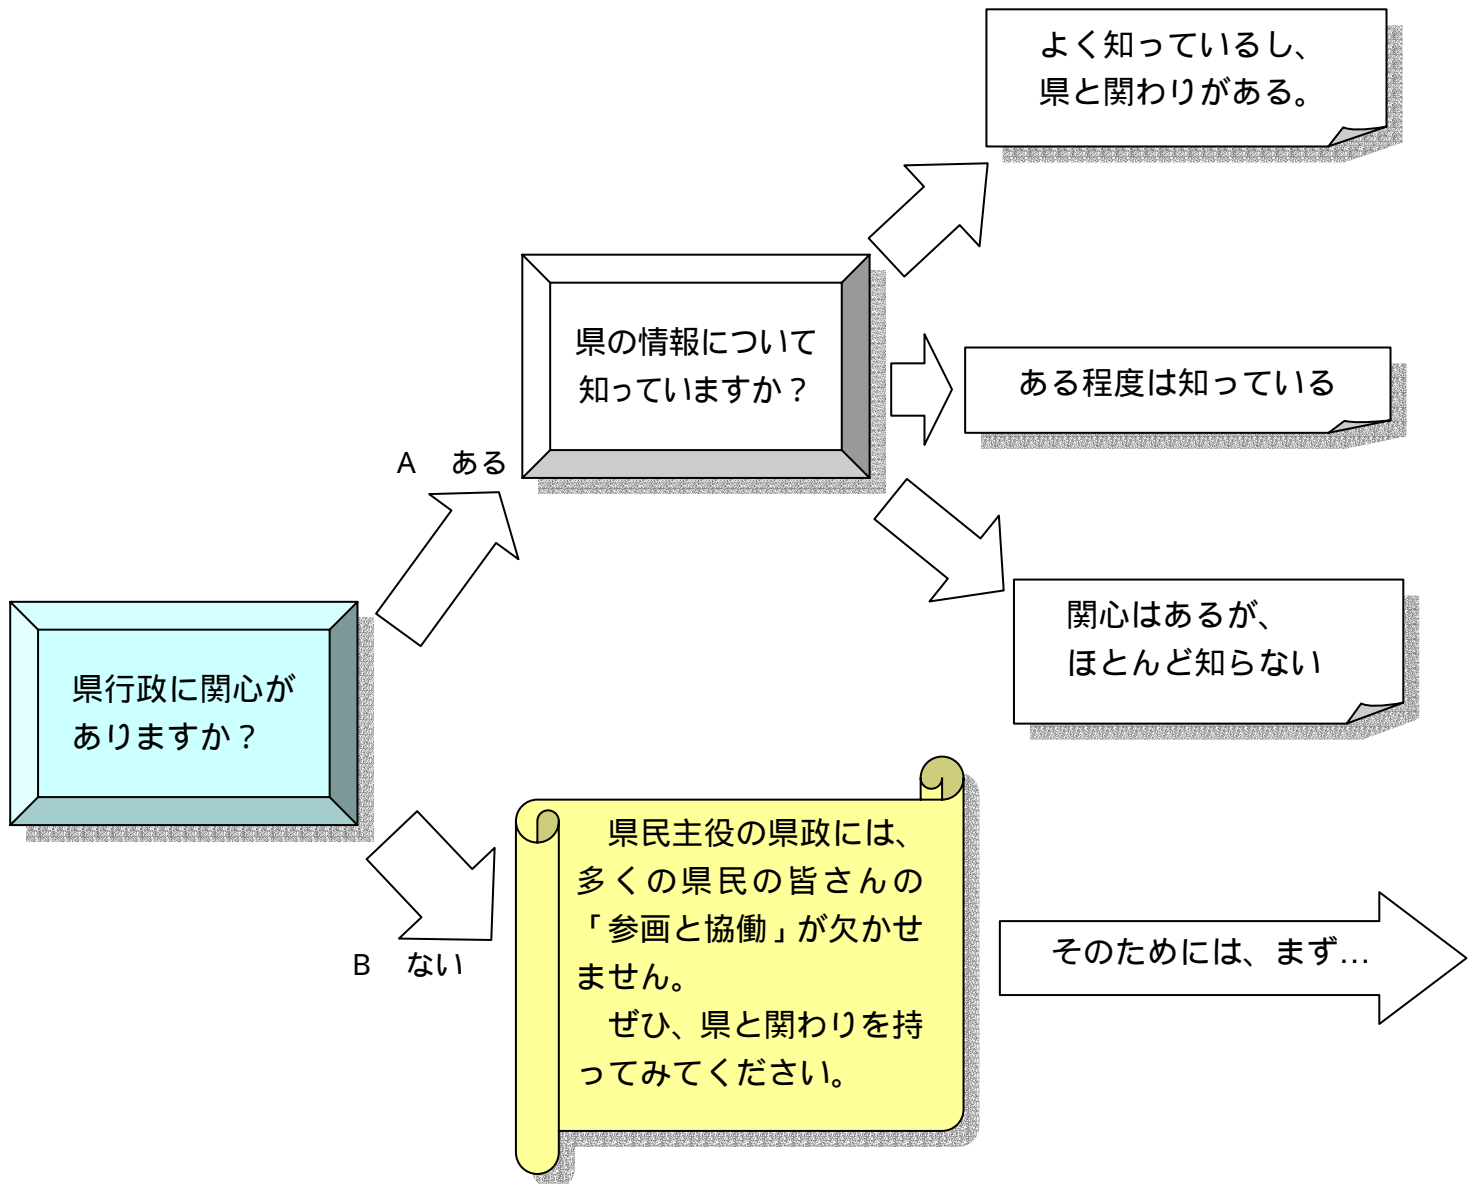 県行政に関心が
ありますか？
A　ある
県の情報について
知っていますか？
よく知っているし、
県と関わりがある。
ある程度は知っている
関心はあるが、
ほとんど知らない
B　ない
県民主役の県政には、
多くの県民の皆さんの
「参画と協働」が欠かせ
ません。
ぜひ、県と関わりを持
ってみてください。
そのためには、まず…